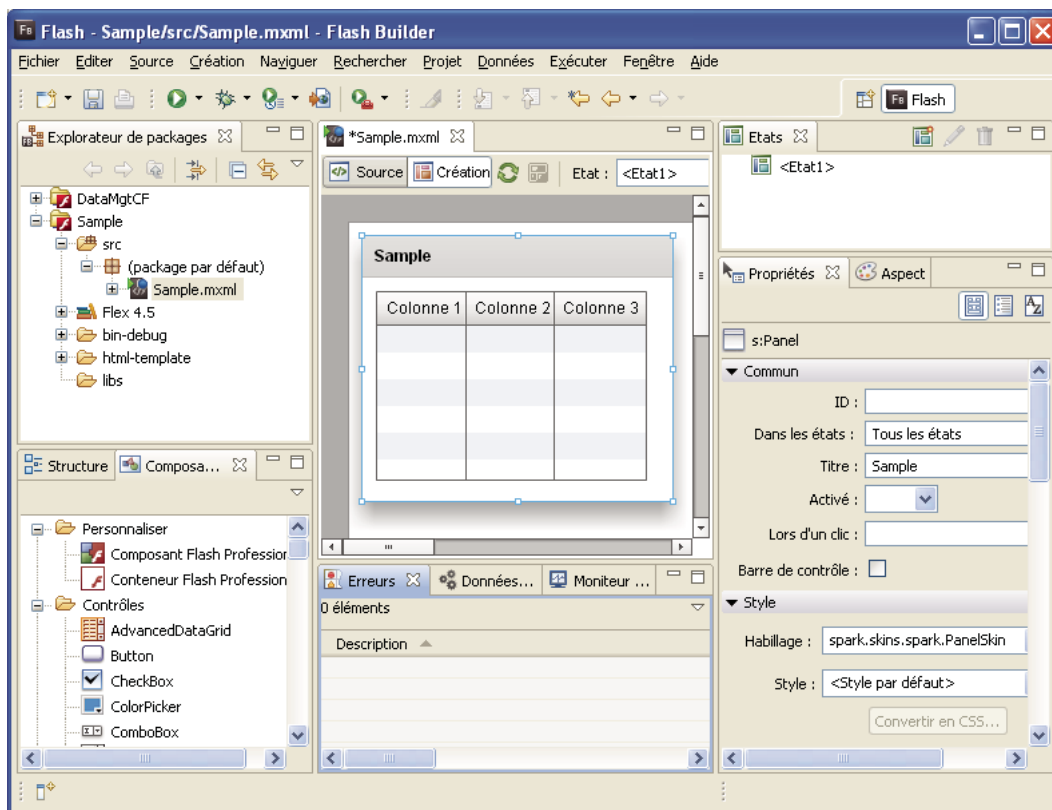 Flash - Sample/src/Sample.mxml - Flash Builder
Fichier Editer Source Création Naviguer Rechercher Projet Données Exécuter Fenêtre Aide
Flash
Explorateur de packages
DataMgtCF
Sample
src
(package par défaut)
Sample.mxml
Flex 4.5
bin-debug
html-template
libs
Structure Composa...
Personnaliser
Composant Flash Profession
Conteneur Flash Profession
Contrôles
AdvancedDataGrid
Button
CheckBox
ColorPicker
ComboBox
*Sample.mxml
Source Création Etat : <Etat1>
Sample
Colonne 1 Colonne 2 Colonne 3
Erreurs Données... Moniteur ...
0 éléments
Description
Etats
<Etat1>
Propriétés Aspect
s:Panel
Commun
ID :
Dans les états : Tous les états
Titre : Sample
Activé :
Lors d'un clic :
Barre de contrôle :
Style
Habillage : spark.skins.spark.PanelSkin
Style : <Style par défaut>
Convertir en CSS...